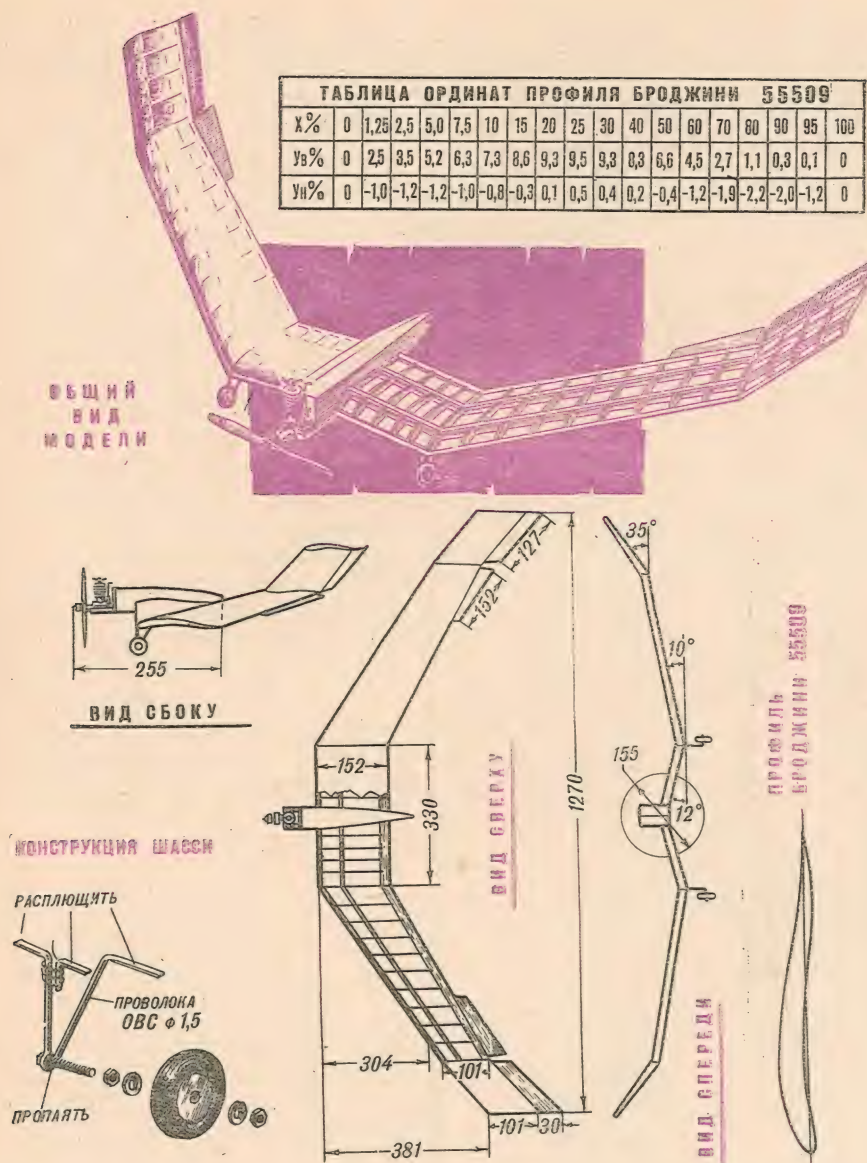 ТАБЛИЦА ОРДИНАТ ПРОФИЛЯ БРОДЖИНИ 55509
X% 0 1,25 2,5 5,0 7,5 10 15 20 25 30 40 50 60 70 80 90 95 100
Ув% 0 2,5 3,5 5,2 6,3 7,3 8,6 9,3 9,5 9,3 8,3 6,6 4,5 2,7 1,1 0,3 0,1 0
Ун% 0 -1,0 -1,2 -1,2 -1,0 -0,8 -0,3 0,1 0,5 0,4 0,2 -0,4 -1,2 -1,9 -2,2 -2,0 -1,2 0
ОБЩИЙ
ВИД
МОДЕЛИ
255
ВИД СБОКУ
127
152
152
330
1270
304
101
101
30
381
ВИД СВЕРХУ
35°
10°
155
12°
ВИД СПЕРЕДИ
ПРОФИЛЬ
БРОДЖИНИ 55509
КОНСТРУКЦИЯ ШАССИ
РАСПЛЮЩИТЬ
ПРОВОЛОКА
ОВС ф 1,5
ПРОПАЯТЬ